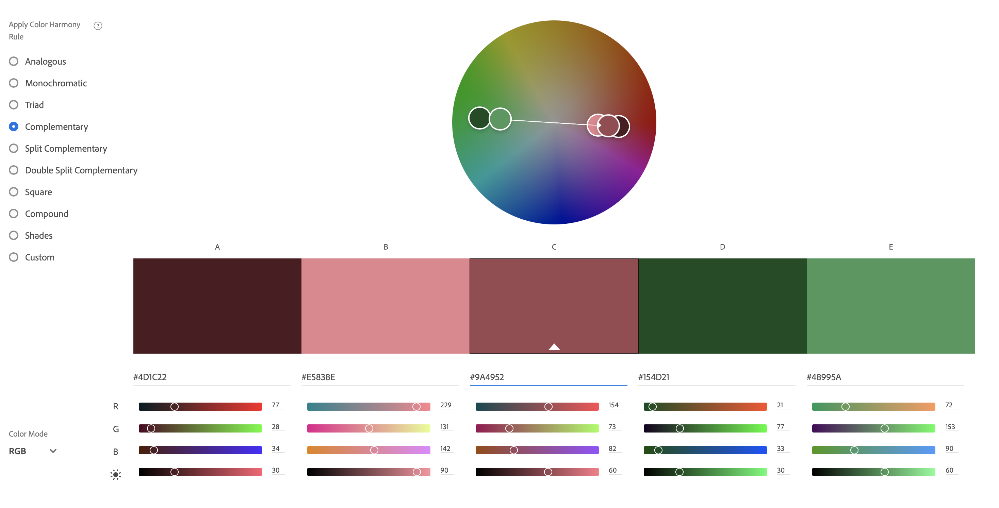 Apply Color Harmony
Rule
?
Analogous
Monochromatic
Triad
Complementary
Split Complementary
Double Split Complementary
Square
Compound
Shades
Custom
A B C D E
#4D1C22 #E5838E #9A4952 #154D21 #48995A
R 77 229 154 21 72
G 28 131 73 77 153
B 34 142 82 33 90
30 90 60 30 60
Color Mode
RGB